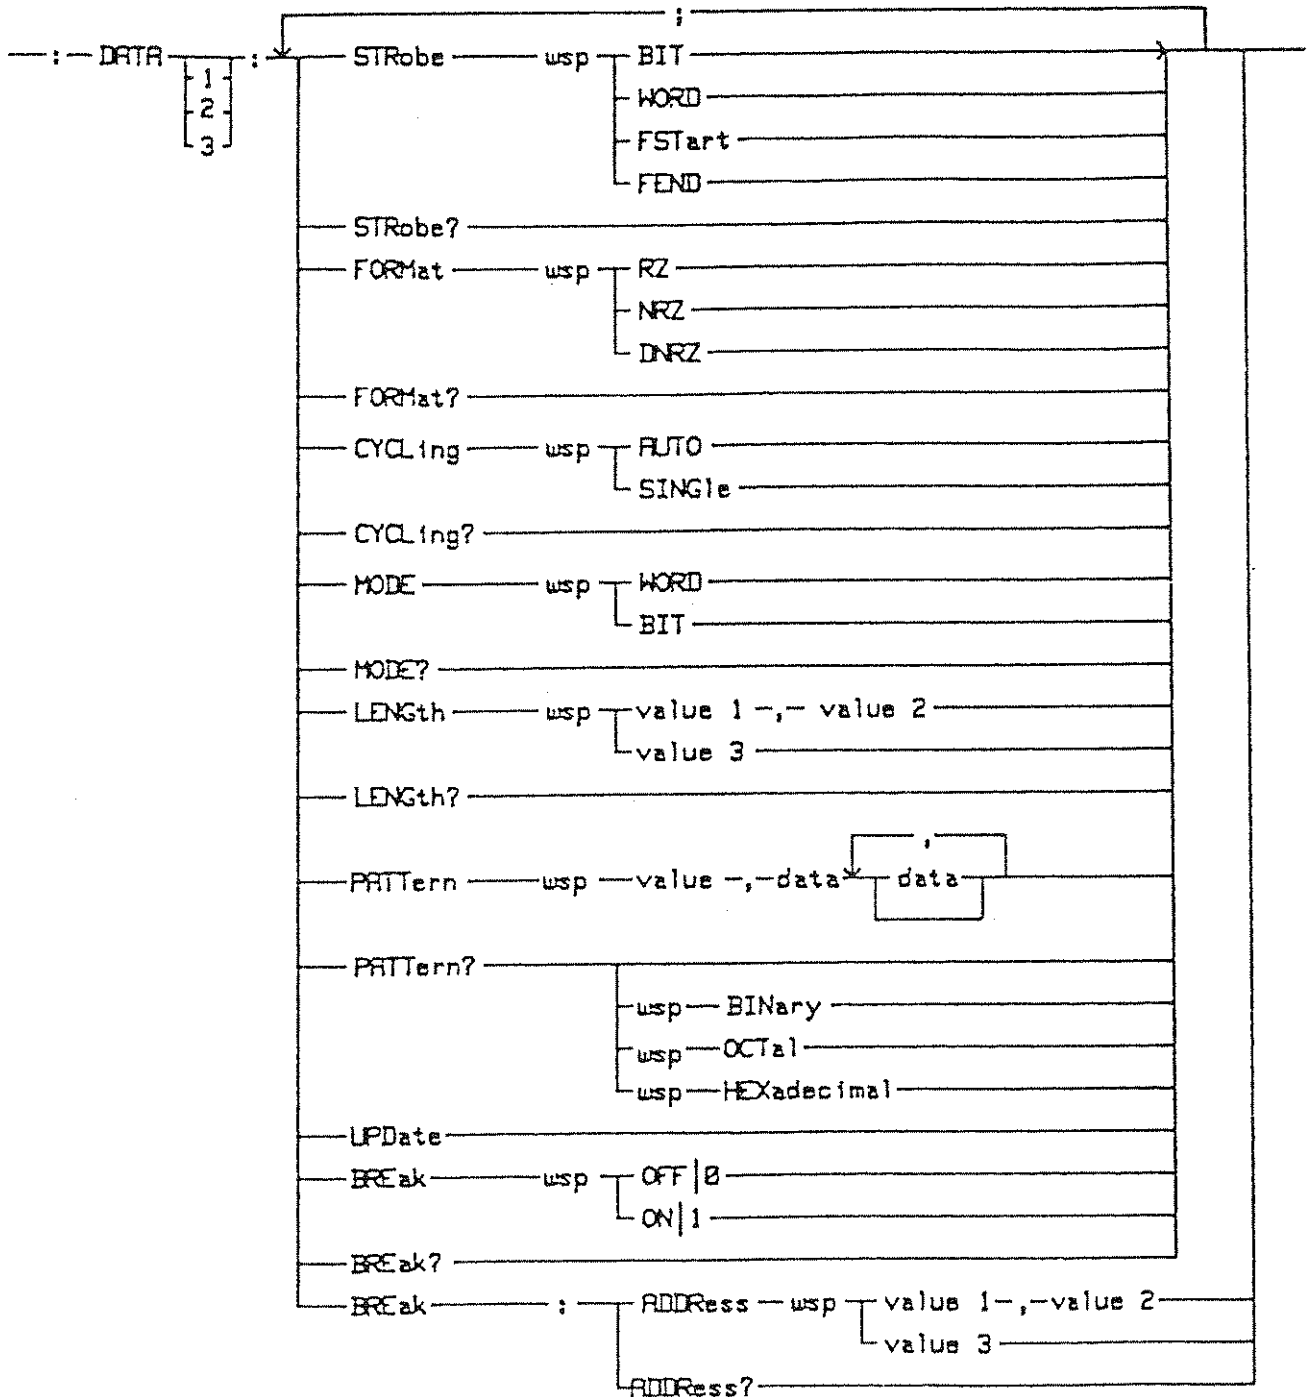 ;
: DATA : STRobe wsp BIT
1
WORD
2
FSTart
3
FEND
STRobe?
FORMat wsp RZ
NRZ
DNRZ
FORMat?
CYCLing wsp AUTO
SINGle
CYCLing?
MODE wsp WORD
BIT
MODE?
LENGth wsp value 1 -,- value 2
value 3
LENGth?
,
PATTern wsp value -,- data data
PATTern?
wsp BINary
wsp OCTal
wsp HEXadecimal
UPDate
BREak wsp OFF|0
ON|1
BREak?
BREak : ADDRess wsp value 1-,-value 2
value 3
ADDRess?